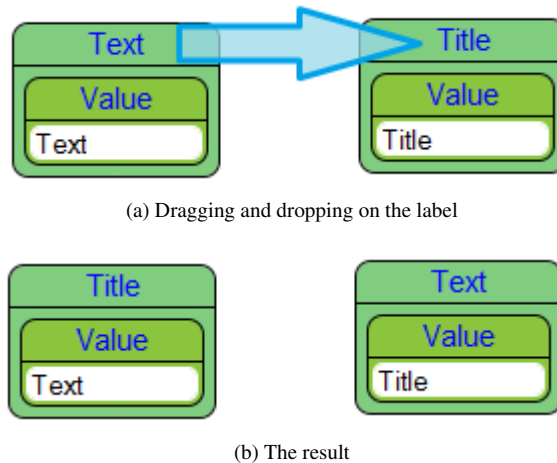 Text
Title
Value
Value
Text
Title
(a) Dragging and dropping on the label
Title
Text
Value
Value
Text
Title
(b) The result